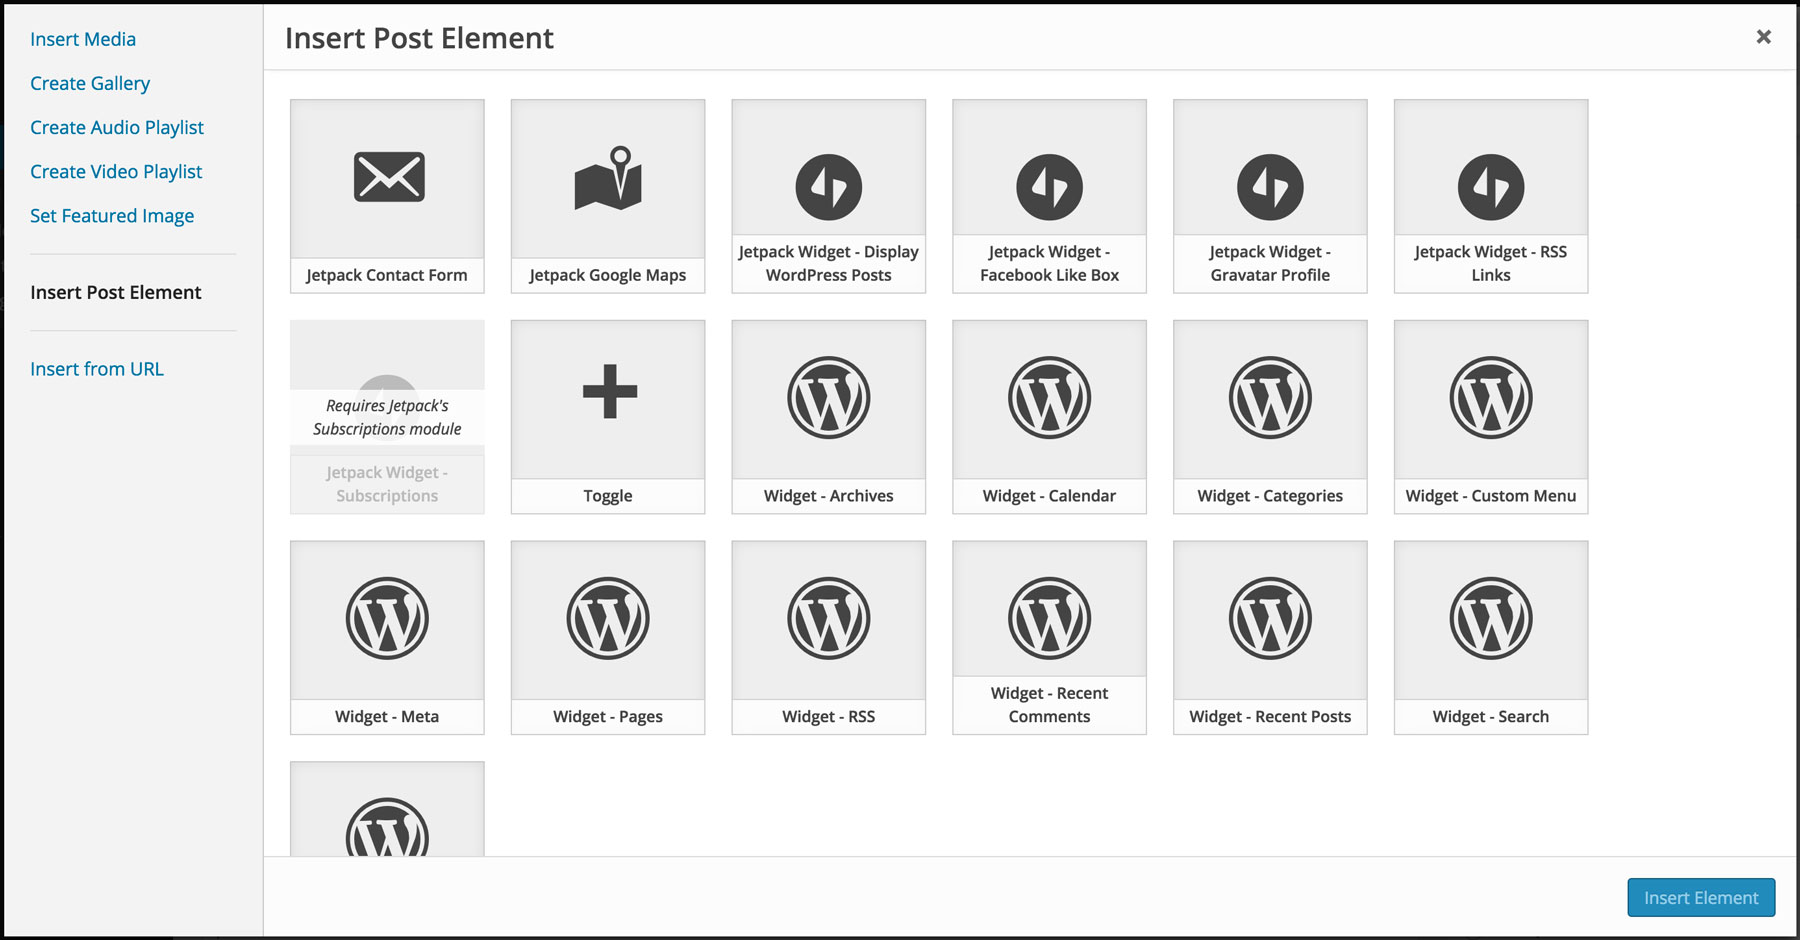 Insert Media
Create Gallery
Create Audio Playlist
Create Video Playlist
Set Featured Image
Insert Post Element
Insert from URL
Insert Post Element
Jetpack Contact Form
Jetpack Google Maps
Jetpack Widget - Display
WordPress Posts
Jetpack Widget -
Facebook Like Box
Jetpack Widget -
Gravatar Profile
Jetpack Widget - RSS
Links
Requires Jetpack's
Subscriptions module
Jetpack Widget -
Subscriptions
Toggle
Widget - Archives
Widget - Calendar
Widget - Categories
Widget - Custom Menu
Widget - Meta
Widget - Pages
Widget - RSS
Widget - Recent
Comments
Widget - Recent Posts
Widget - Search
Insert Element